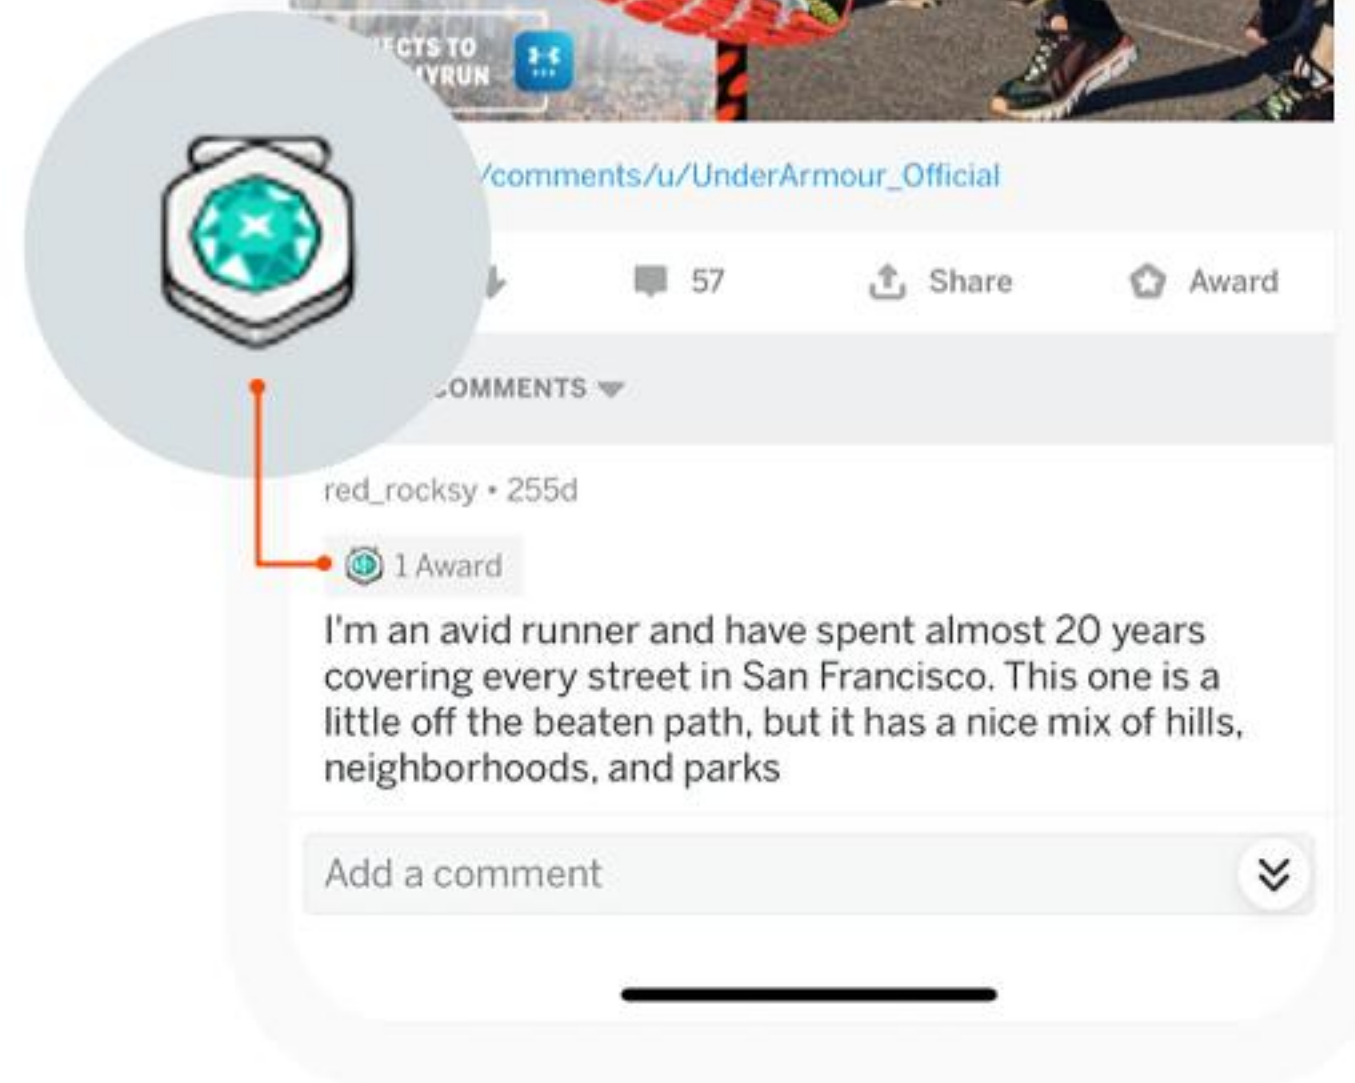 TO
/comments/u/UnderArmour_Official
57
Share
Award
COMMENTS
red_rocksy • 255d
1 Award
I'm an avid runner and have spent almost 20 years
covering every street in San Francisco. This one is a
little off the beaten path, but it has a nice mix of hills,
neighborhoods, and parks
Add a comment